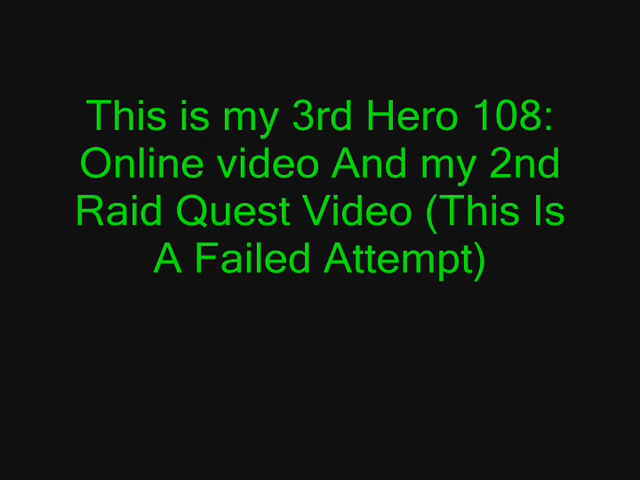 This is my 3rd Hero 108:
Online video And my 2nd
Raid Quest Video (This Is
A Failed Attempt)